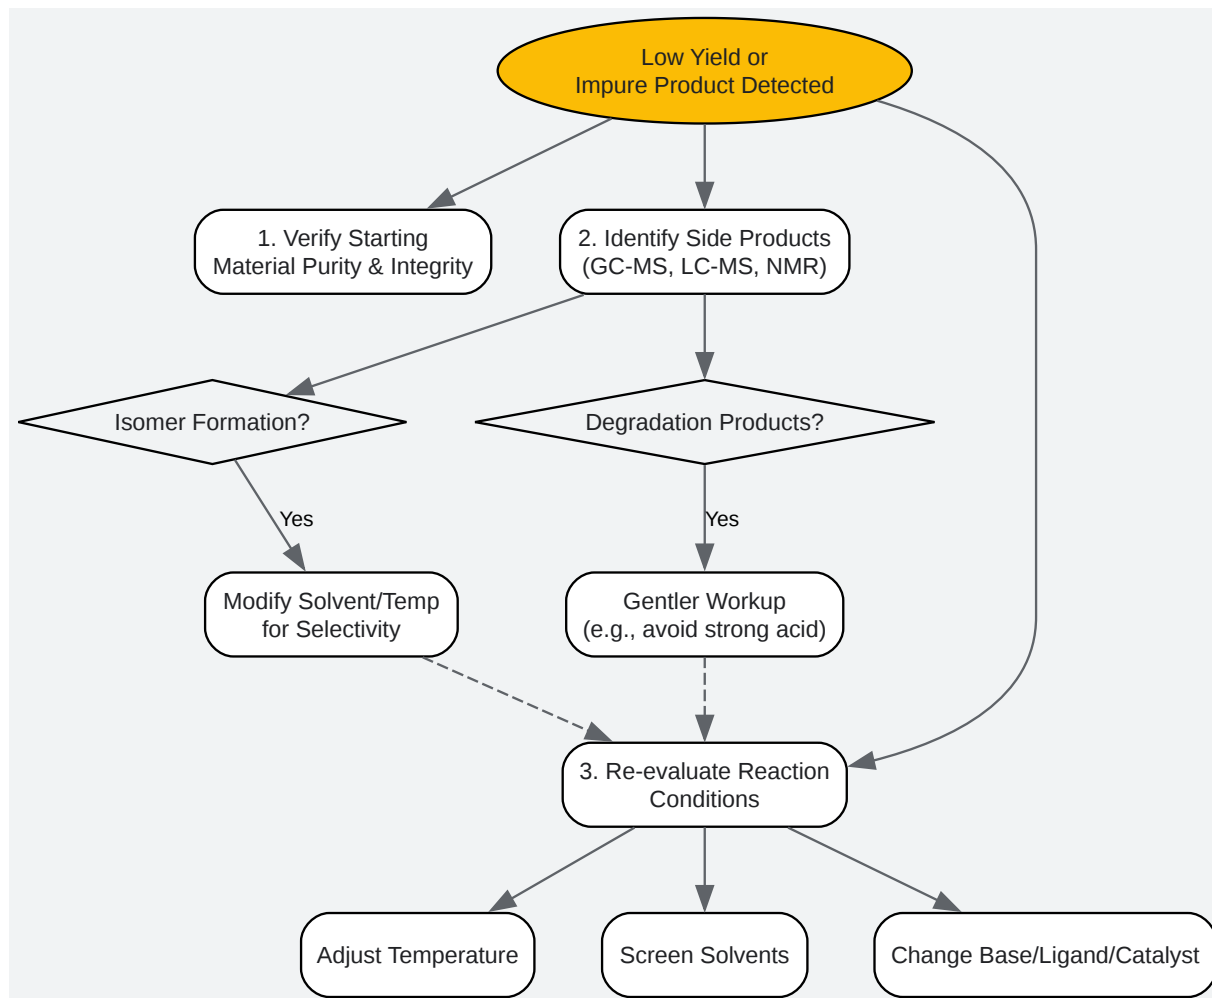 Low Yield or
Impure Product Detected
1. Verify Starting
Material Purity & Integrity
2. Identify Side Products
(GC-MS, LC-MS, NMR)
Isomer Formation?
Degradation Products?
Yes
Yes
Modify Solvent/Temp
for Selectivity
Gentler Workup
(e.g., avoid strong acid)
3. Re-evaluate Reaction
Conditions
Adjust Temperature
Screen Solvents
Change Base/Ligand/Catalyst